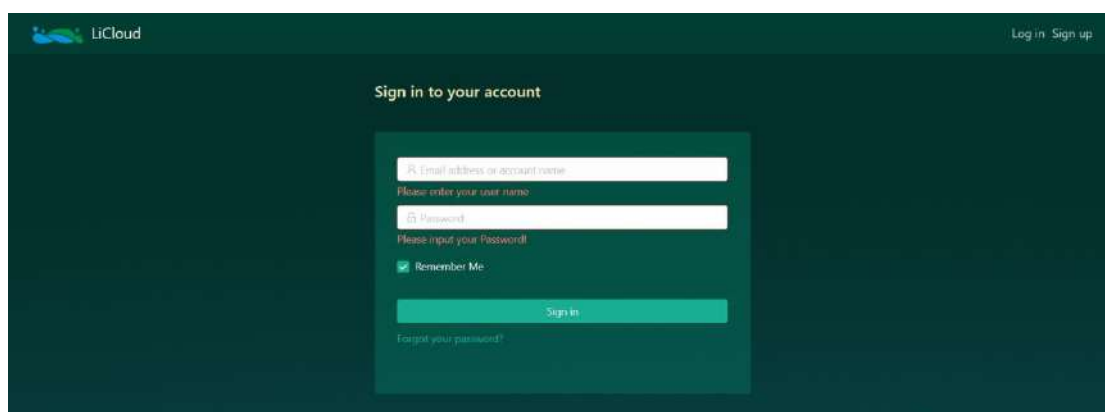 LiCloud
Log in Sign up
Sign in to your account
Email address or account name
Please enter your user name
Password
Please input your Password!
Remember Me
Sign in
Forgot your password?